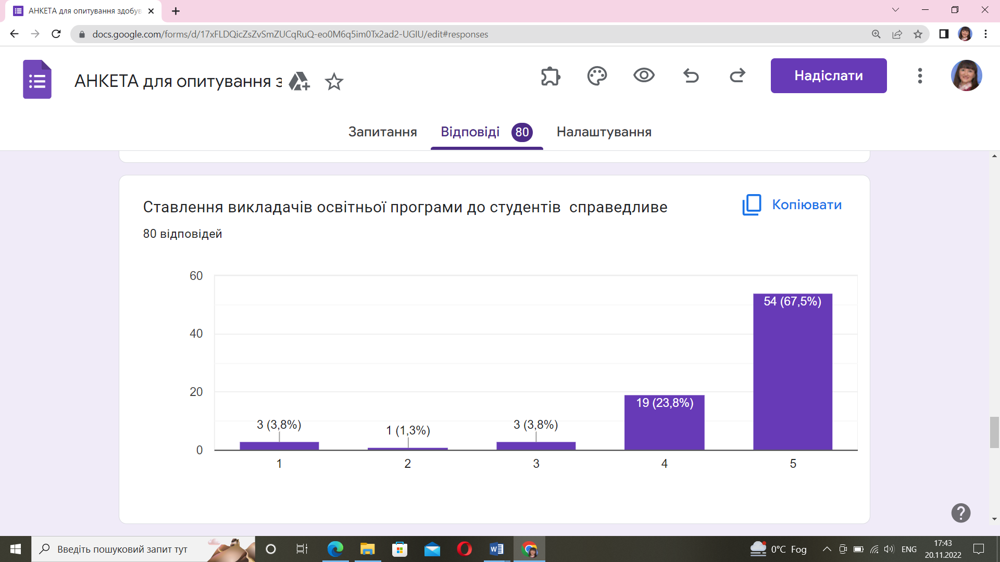 АНКЕТА для опитування здобув
docs.google.com/forms/d/17xFLDQicZsZvSmZUCqRuQ-eo0M6q5im0Tx2ad2-UGIU/edit#responses
АНКЕТА для опитування з
Надіслати
Запитання Відповіді 80 Налаштування
Ставлення викладачів освітньої програми до студентів справедливе
Копіювати
80 відповідей
60
40
20
0
3 (3,8%)
1 (1,3%)
3 (3,8%)
19 (23,8%)
54 (67,5%)
1 2 3 4 5
Введіть пошуковий запит тут
0°C Fog
ENG
17:43
20.11.2022